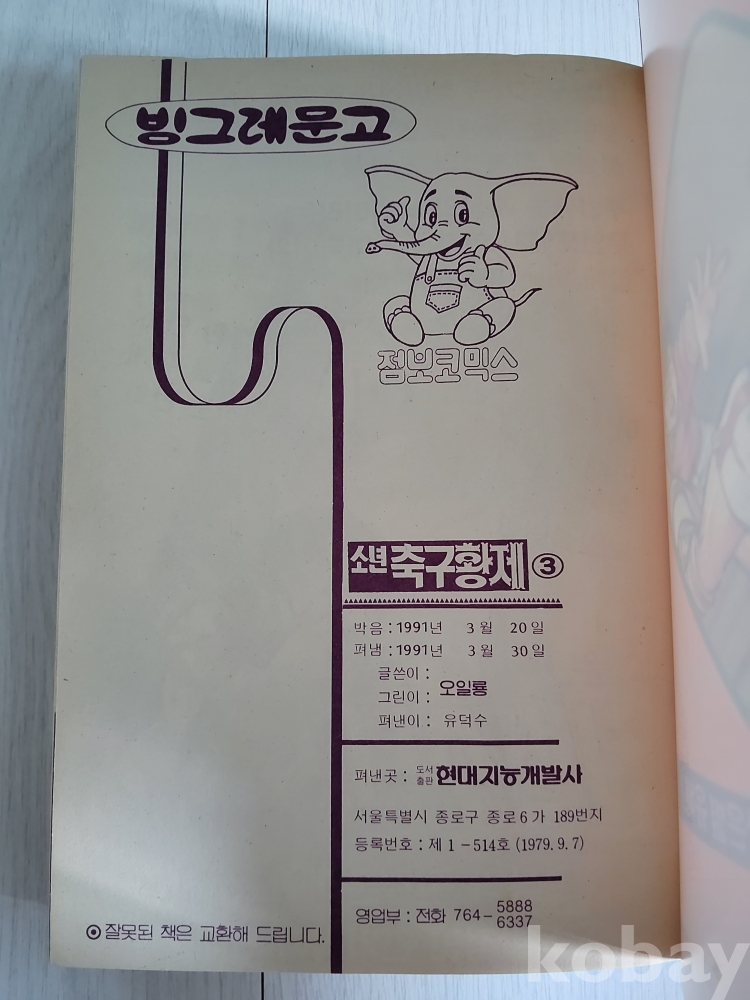 빙그레문고
점보코믹스
소년 축구황제 ③
박음 : 1991년 3월 20일
펴냄 : 1991년 3월 30일
글쓴이 :
그린이 : 오일룡
펴낸이 : 유덕수
펴낸곳 : 도서출판 현대지능개발사
서울특별시 종로구 종로 6 가 189번지
등록번호 : 제 1 - 514호 (1979. 9. 7)
영업부 : 전화 764 - 5888
6337
⊙ 잘못된 책은 교환해 드립니다.
kobay